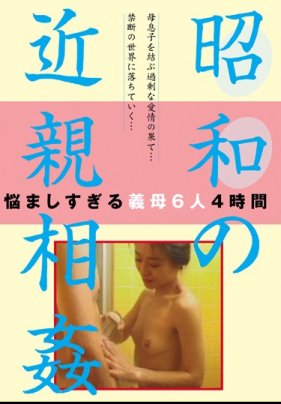 昭和の
近親相姦
母息子を結ぶ過剰な愛情の果て…
禁断の世界に落ちていく…
悩ましすぎる義母6人4時間